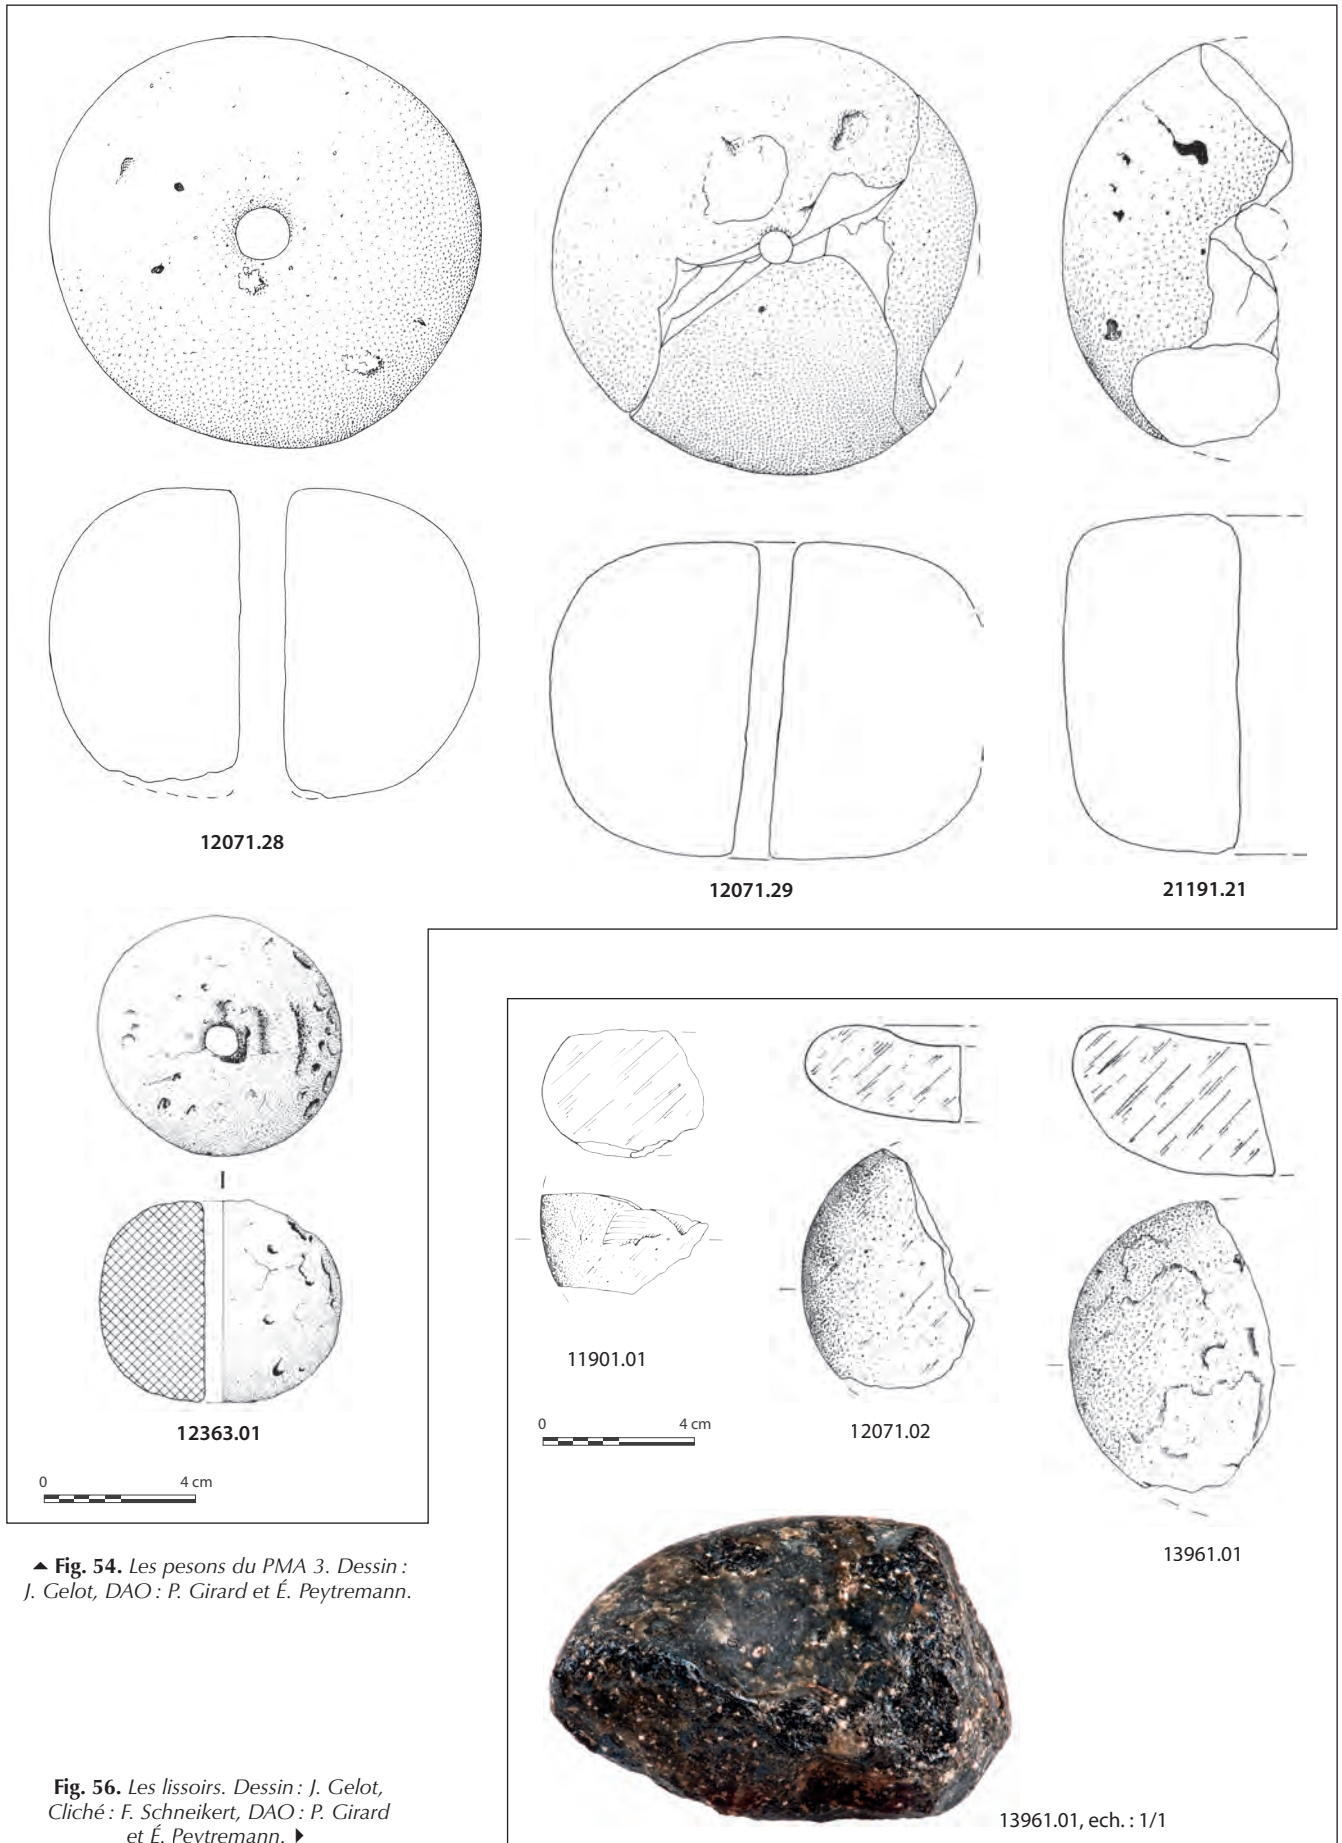 12071.28
12071.29
21191.21
12363.01
0 4 cm
▲ Fig. 54. Les pesons du PMA 3. Dessin :
J. Gelot, DAO : P. Girard et É. Peytremann.
11901.01
0 4 cm
12071.02
13961.01
13961.01, ech. : 1/1
Fig. 56. Les lissoirs. Dessin : J. Gelot,
Cliché : F. Schneikert, DAO : P. Girard
et É. Peytremann. ▶